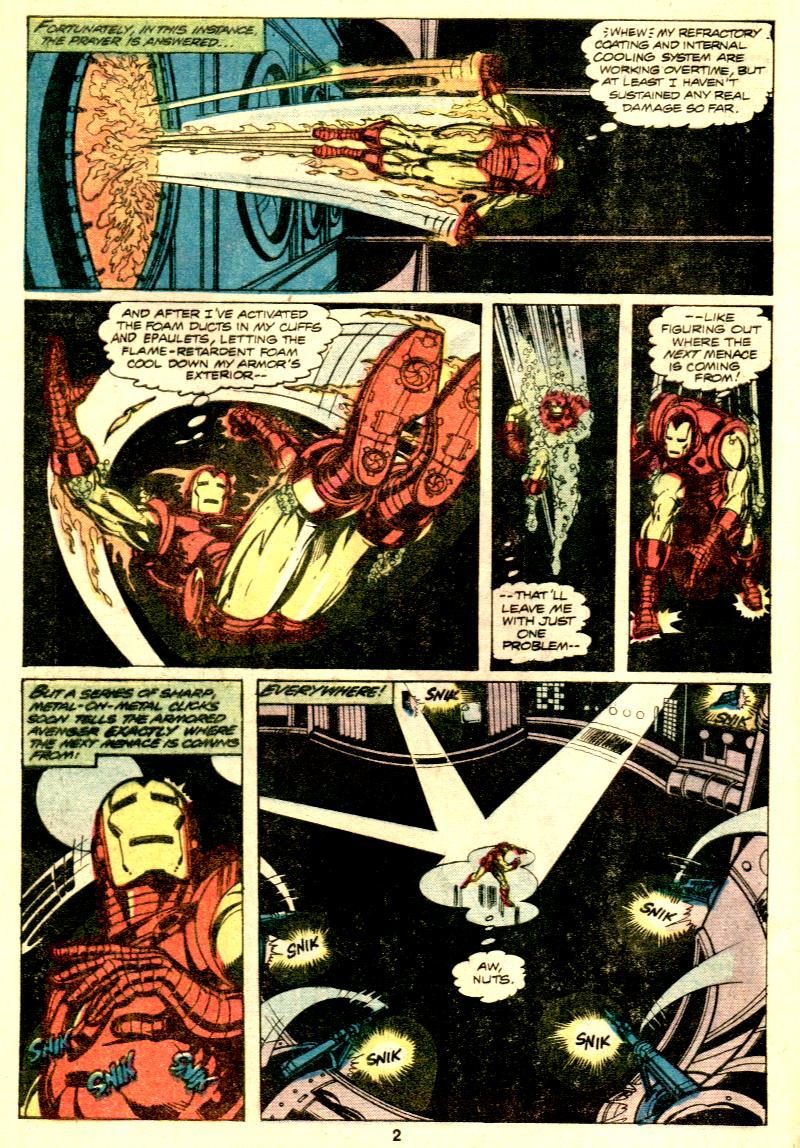 FORTUNATELY, IN THIS INSTANCE,
THE PRAYER IS ANSWERED...
WHEW MY REFRACTORY
COATING AND INTERNAL
COOLING SYSTEM ARE
WORKING OVERTIME, BUT
AT LEAST I HAVEN'T
SUSTAINED ANY REAL
DAMAGE SO FAR.
AND AFTER I'VE ACTIVATED
THE FOAM DUCTS IN MY CUFFS
AND EPAULETS, LETTING THE
FLAME-RETARDENT FOAM
COOL DOWN MY ARMOR'S
EXTERIOR--
--THAT'LL
LEAVE ME
WITH JUST
ONE
PROBLEM--
--LIKE
FIGURING OUT
WHERE THE
NEXT MENACE
IS COMING
FROM!
BUT A SERIES OF SHARP,
METAL-ON-METAL CLICKS
SOON TELLS THE ARMORED
AVENGER EXACTLY WHERE
THE NEXT MENACE IS COMING
FROM:
SNIK
SNIK
SNIK
EVERYWHERE!
SNIK
SNIK
SNIK
SNIK
AW,
NUTS.
SNIK
SNIK
2